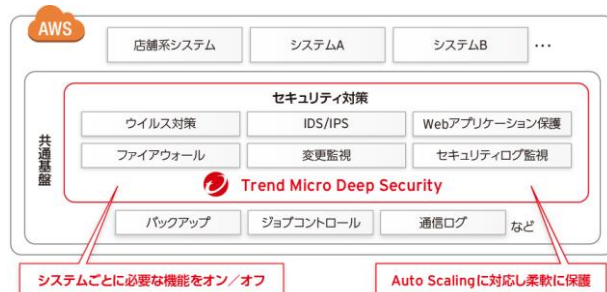 AWS
店舗系システム
システムA
システムB
…
共通基盤
セキュリティ対策
ウイルス対策
IDS/IPS
Webアプリケーション保護
ファイアウォール
変更監視
セキュリティログ監視
Trend Micro Deep Security
バックアップ
ジョブコントロール
通信ログ
など
システムごとに必要な機能をオン／オフ
Auto Scalingに対応し柔軟に保護